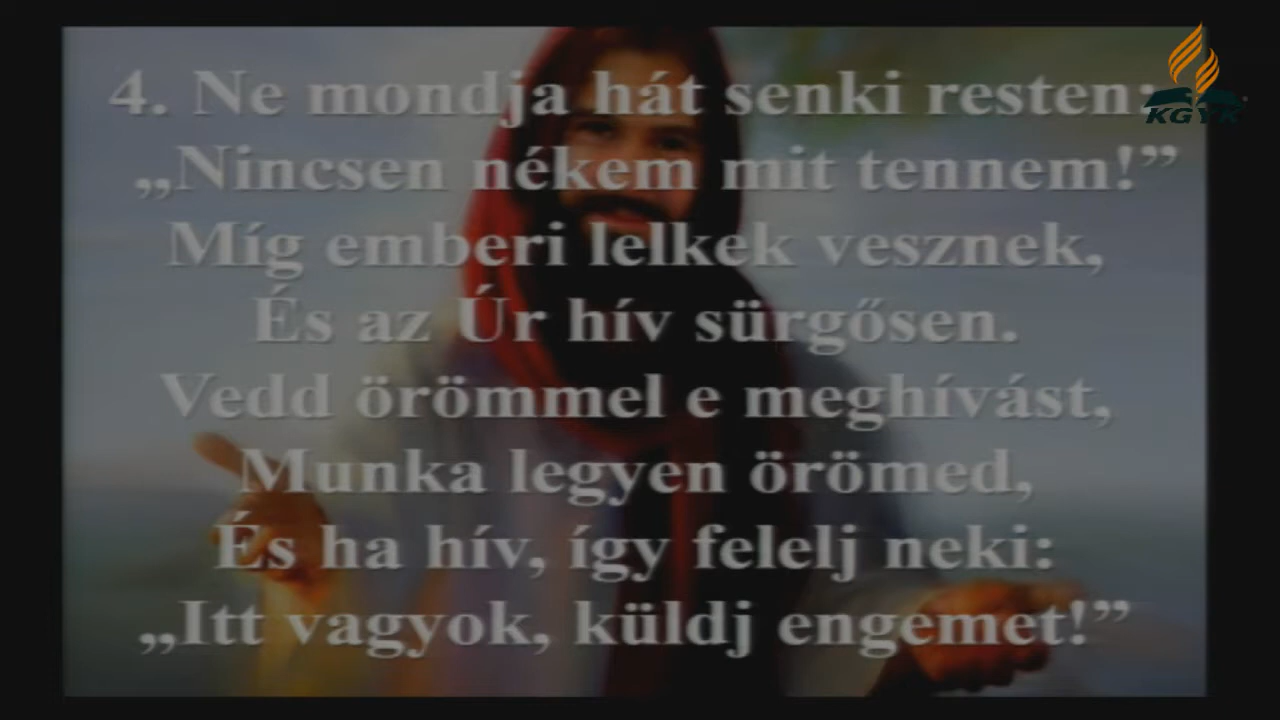 4. Ne mondja hát senki resten:
„Nincsen nékem mit tennem!”
Míg emberi lelkek vesznek,
És az Úr hív sürgősen.
Vedd örömmel e meghívást,
Munka legyen örömed,
És ha hív, így felelj neki:
„Itt vagyok, küldj engemet!”
KGYK